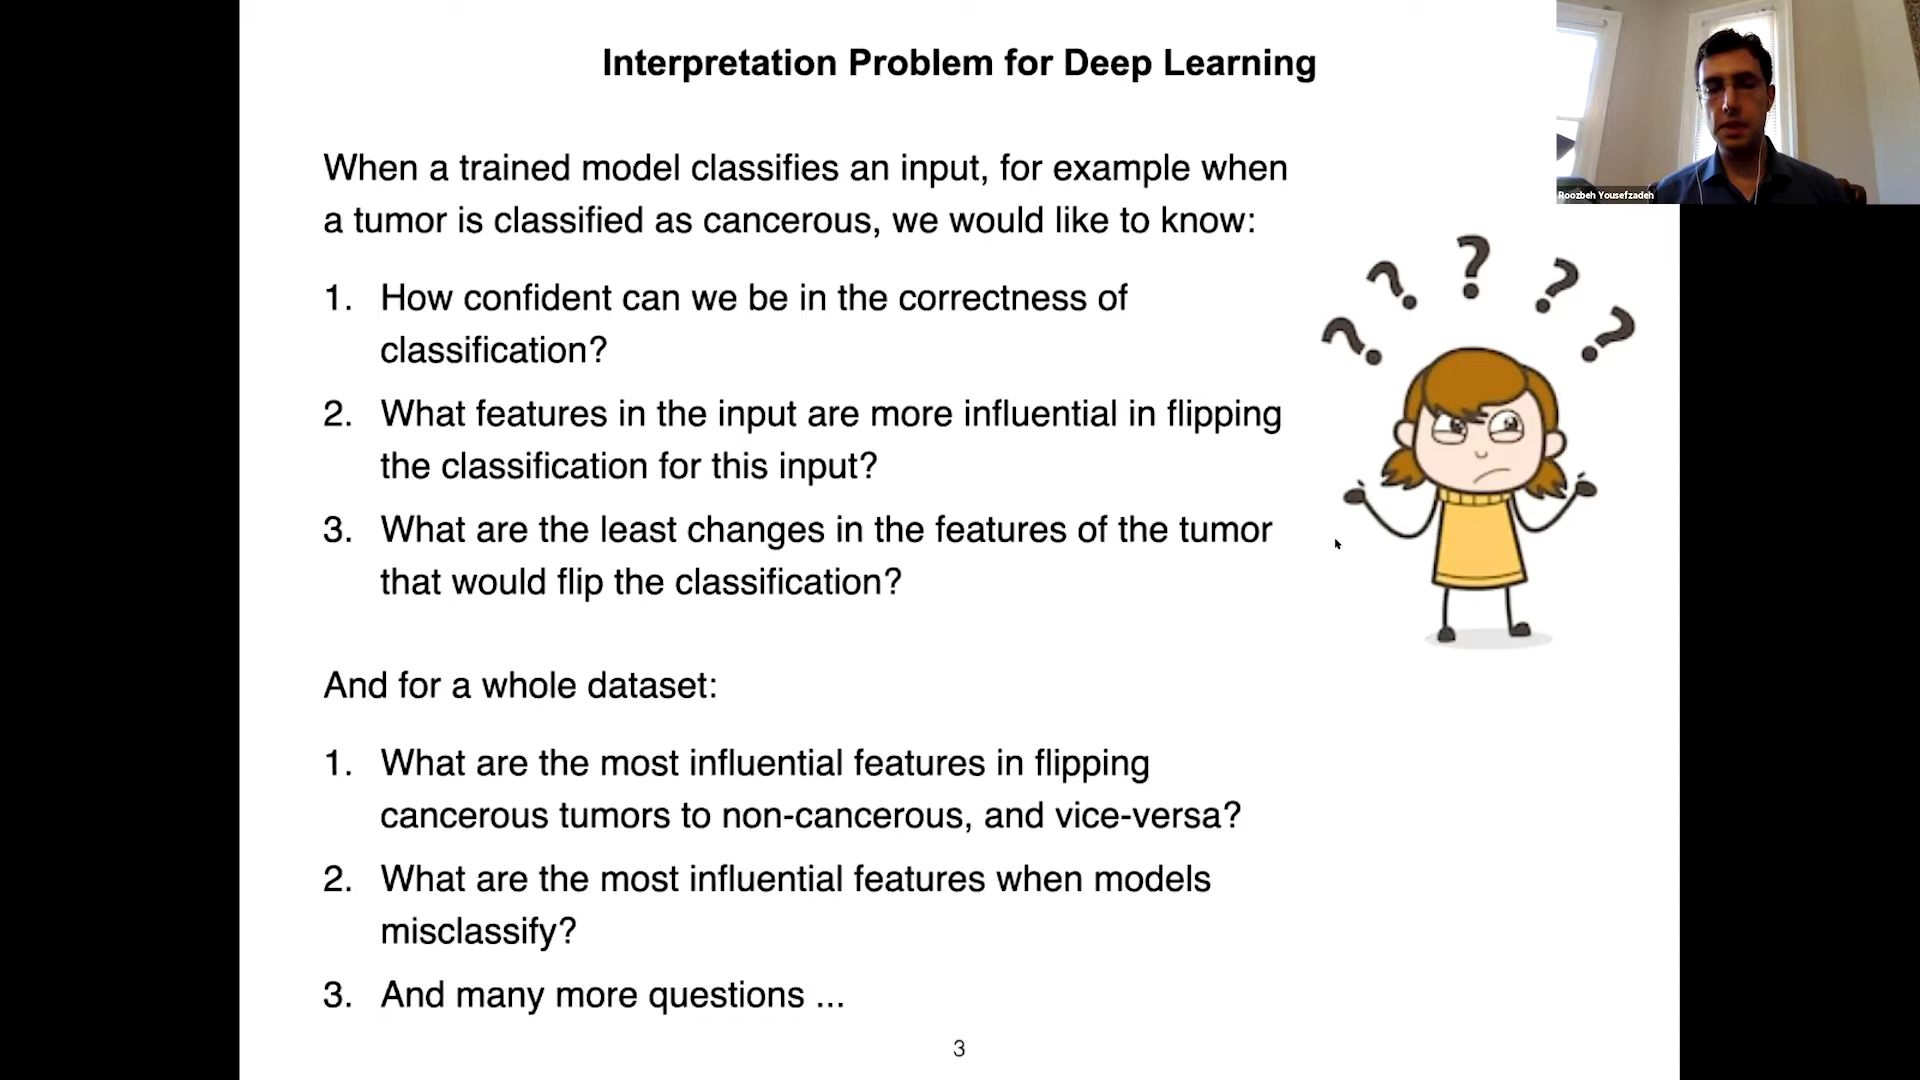 Interpretation Problem for Deep Learning
Roozbeh Yousefzadeh
When a trained model classifies an input, for example when
a tumor is classified as cancerous, we would like to know:
? ? ? ? ?
1. How confident can we be in the correctness of
classification?
2. What features in the input are more influential in flipping
the classification for this input?
3. What are the least changes in the features of the tumor
that would flip the classification?
And for a whole dataset:
1. What are the most influential features in flipping
cancerous tumors to non-cancerous, and vice-versa?
2. What are the most influential features when models
misclassify?
3. And many more questions ...
3